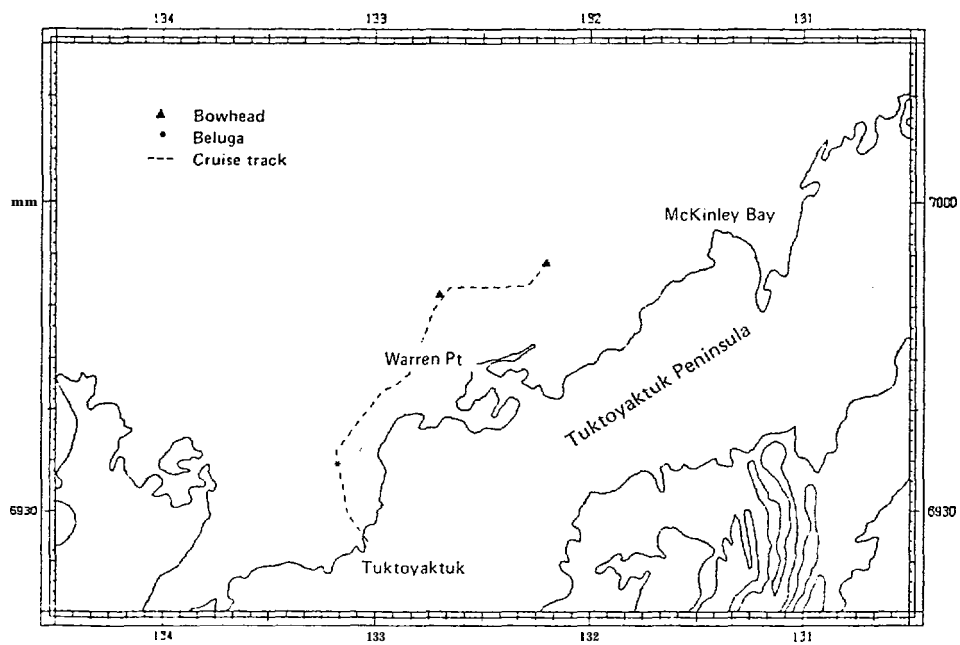 134 133 132 131
Bowhead
Beluga
Cruise track
mm 7000
McKinley Bay
Warren Pt
Tuktoyaktuk Peninsula
6930 6930
Tuktoyaktuk
134 133 132 131